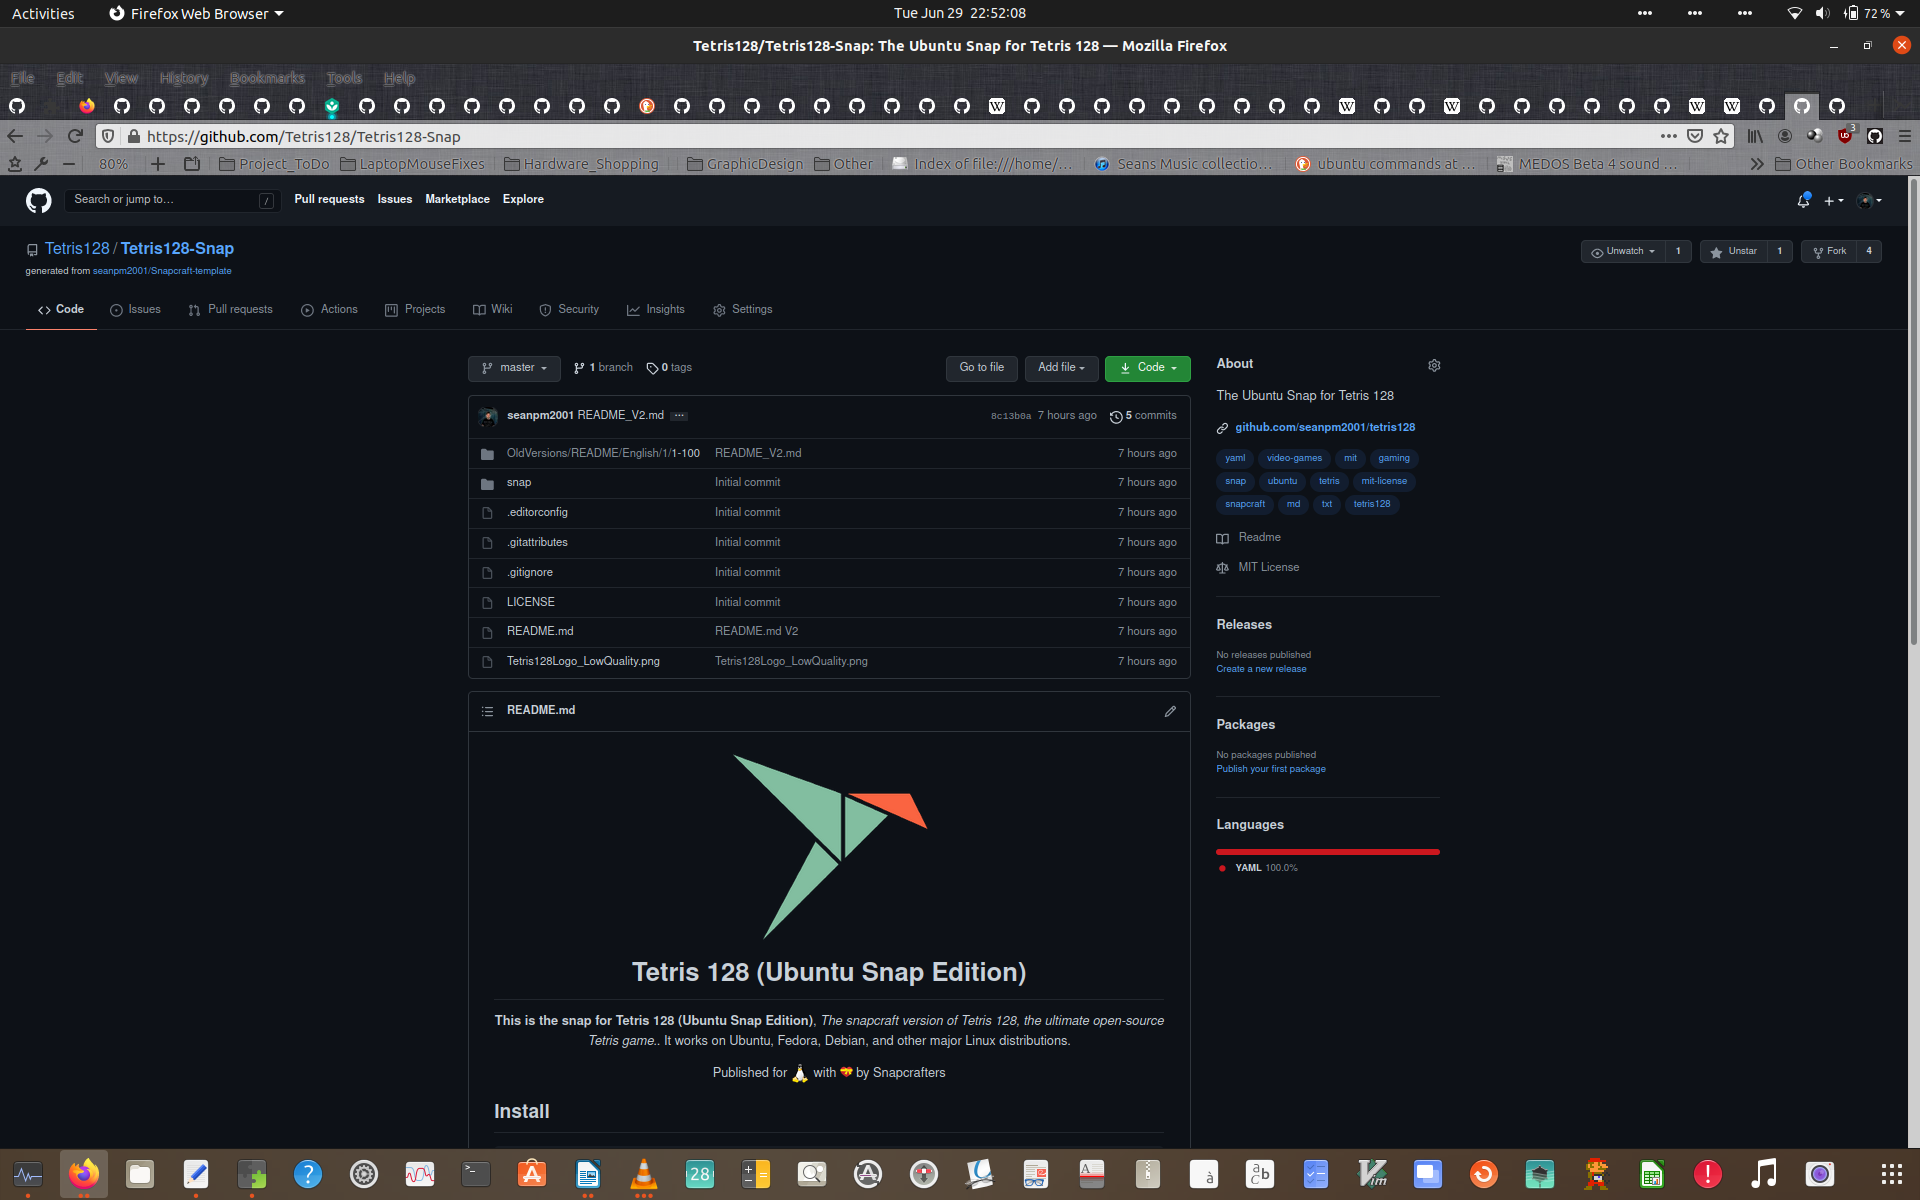 Activities
Firefox Web Browser
Tue Jun 29 22:52:08
72 %
Tetris128/Tetris128-Snap: The Ubuntu Snap for Tetris 128 — Mozilla Firefox
File Edit View History Bookmarks Tools Help
https://github.com/Tetris128/Tetris128-Snap
3
80%
Project_ToDo
LaptopMouseFixes
Hardware_Shopping
GraphicDesign
Other
Index of file:///home/...
Seans Music collectio...
ubuntu commands at ...
MEDOS Beta 4 sound ...
Other Bookmarks
Search or jump to...
/
Pull requests Issues Marketplace Explore
Tetris128 / Tetris128-Snap
generated from seanpm2001/Snapcraft-template
Unwatch 1
Unstar 1
Fork 4
Code
Issues
Pull requests
Actions
Projects
Wiki
Security
Insights
Settings
master
1 branch
0 tags
Go to file
Add file
Code
seanpm2001 README_V2.md ...
8c13b0a 7 hours ago 5 commits
OldVersions/README/English/1/1-100 README_V2.md 7 hours ago
snap Initial commit 7 hours ago
.editorconfig Initial commit 7 hours ago
.gitattributes Initial commit 7 hours ago
.gitignore Initial commit 7 hours ago
LICENSE Initial commit 7 hours ago
README.md README.md V2 7 hours ago
Tetris128Logo_LowQuality.png Tetris128Logo_LowQuality.png 7 hours ago
README.md
Tetris 128 (Ubuntu Snap Edition)
This is the snap for Tetris 128 (Ubuntu Snap Edition), The snapcraft version of Tetris 128, the ultimate open-source
Tetris game.. It works on Ubuntu, Fedora, Debian, and other major Linux distributions.
Published for 🐧 with 💝 by Snapcrafters
Install
About
The Ubuntu Snap for Tetris 128
github.com/seanpm2001/tetris128
yaml video-games mit gaming
snap ubuntu tetris mit-license
snapcraft md txt tetris128
Readme
MIT License
Releases
No releases published
Create a new release
Packages
No packages published
Publish your first package
Languages
YAML 100.0%
28